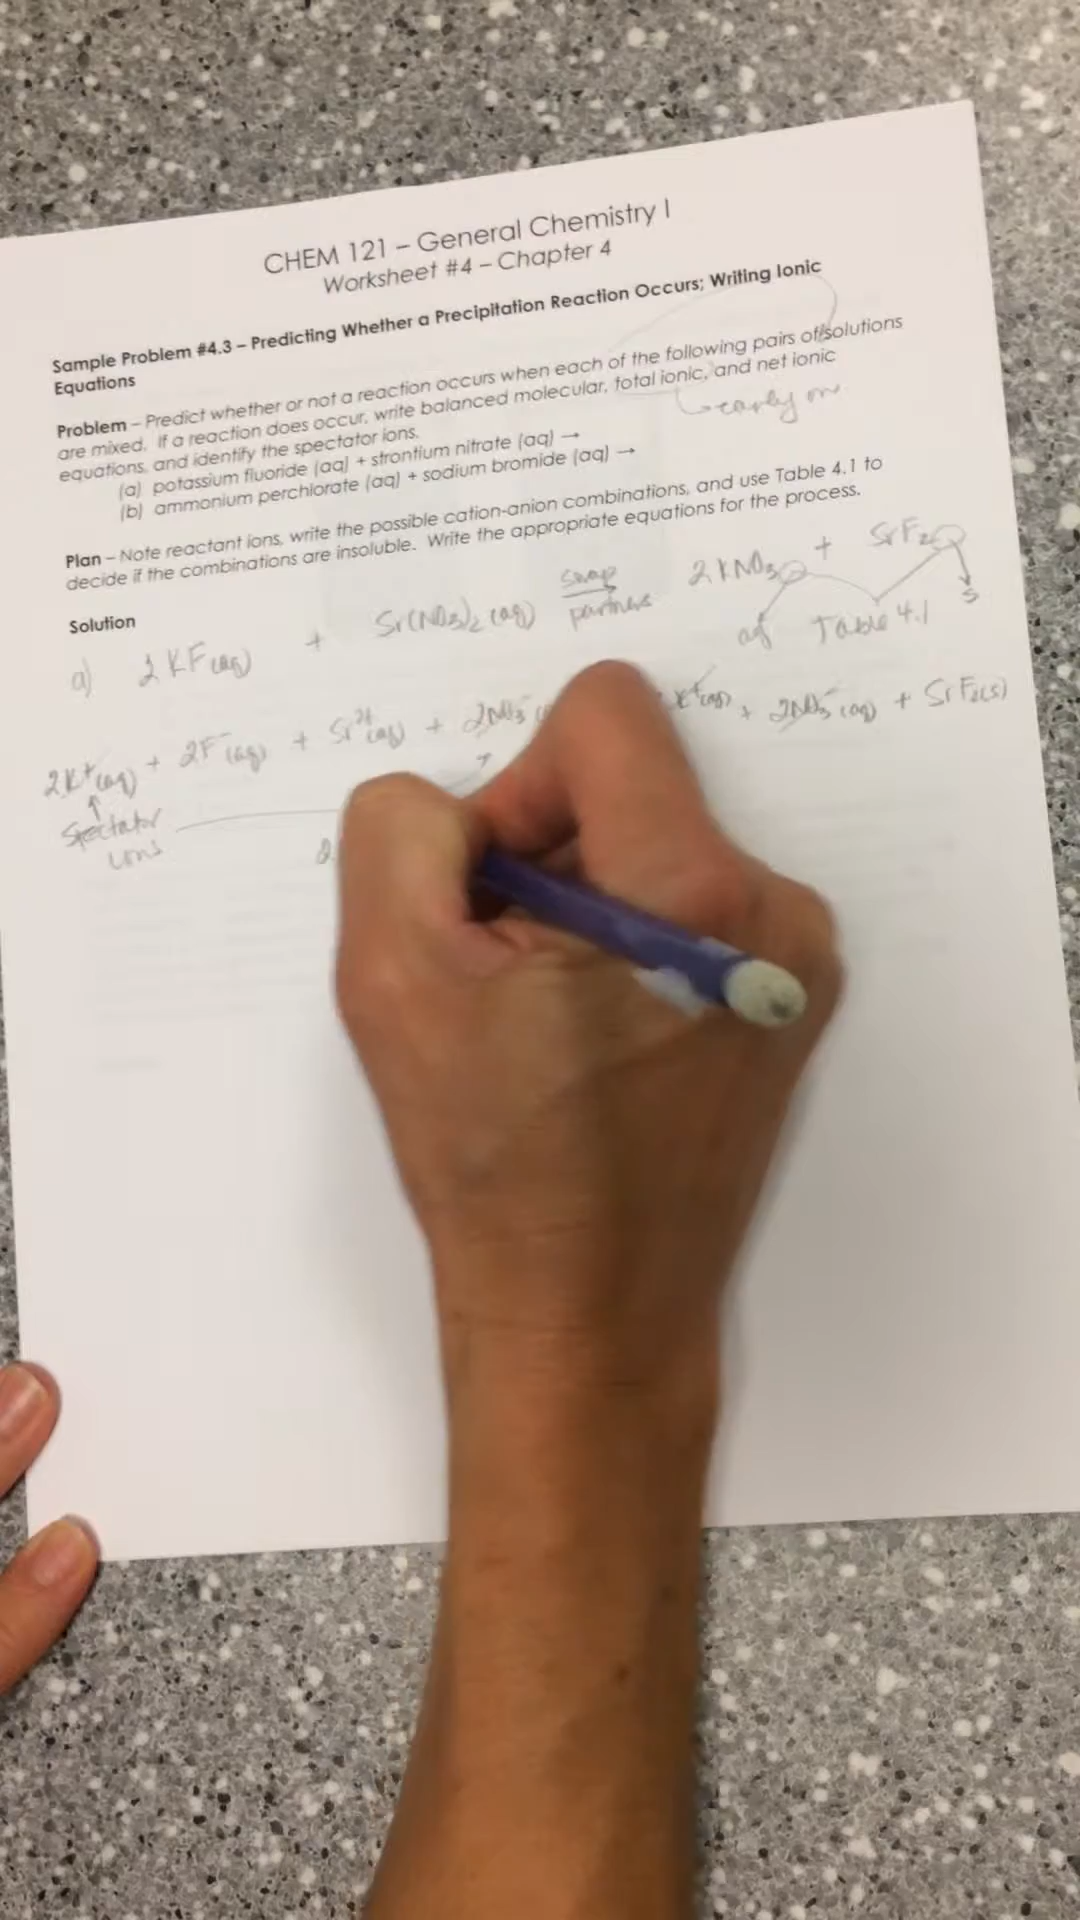 CHEM 121 – General Chemistry I
Worksheet #4 – Chapter 4
Sample Problem #4.3 – Predicting Whether a Precipitation Reaction Occurs; Writing Ionic
Equations
Problem – Predict whether or not a reaction occurs when each of the following pairs of solutions
are mixed. If a reaction does occur, write balanced molecular, total ionic, and net ionic
equations, and identify the spectator ions.
early on
(a) potassium fluoride (aq) + strontium nitrate (aq) →
(b) ammonium perchlorate (aq) + sodium bromide (aq) →
Plan – Note reactant ions, write the possible cation-anion combinations, and use Table 4.1 to
decide if the combinations are insoluble. Write the appropriate equations for the process.
Solution
a) 2KF(aq) + Sr(NO3)2 (aq) swap partners → 2KNO3 + SrF2
aq Table 4.1 s
2K⁺(aq) + 2F⁻(aq) + Sr²⁺(aq) + 2NO3⁻ K⁺(aq) + 2NO3⁻(aq) + SrF2(s)
Spectator
ions
2